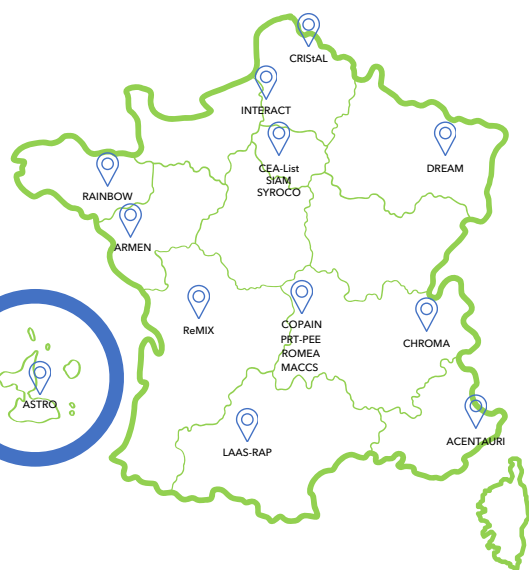 CRIStAL
INTERACT
CEA-List
SIAM
SYROCO
DREAM
RAINBOW
ARMEN
ReMIX
COPAIN
PRT-PEE
ROMEA
MACCS
CHROMA
ASTRO
ACENTAURI
LAAS-RAP